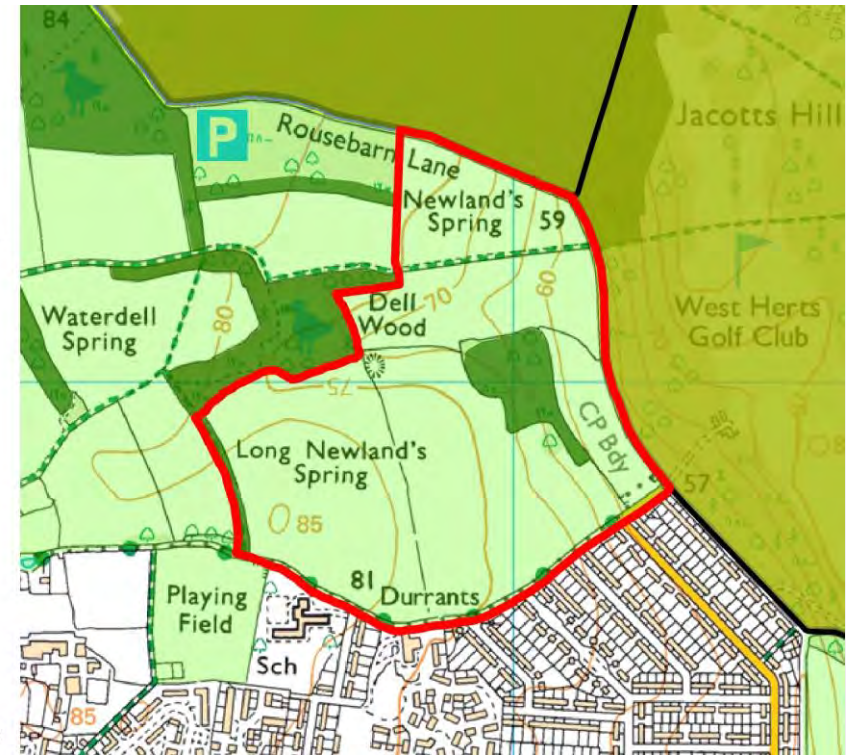 84
P
Rousebarn Lane
Jacotts Hill
Newland's
Spring
59
Waterdell
Spring
80
Dell
Wood
70
60
West Herts
Golf Club
75
CP Bdy
Long Newland's
Spring
57
85
81
Durrants
Playing
Field
Sch
85